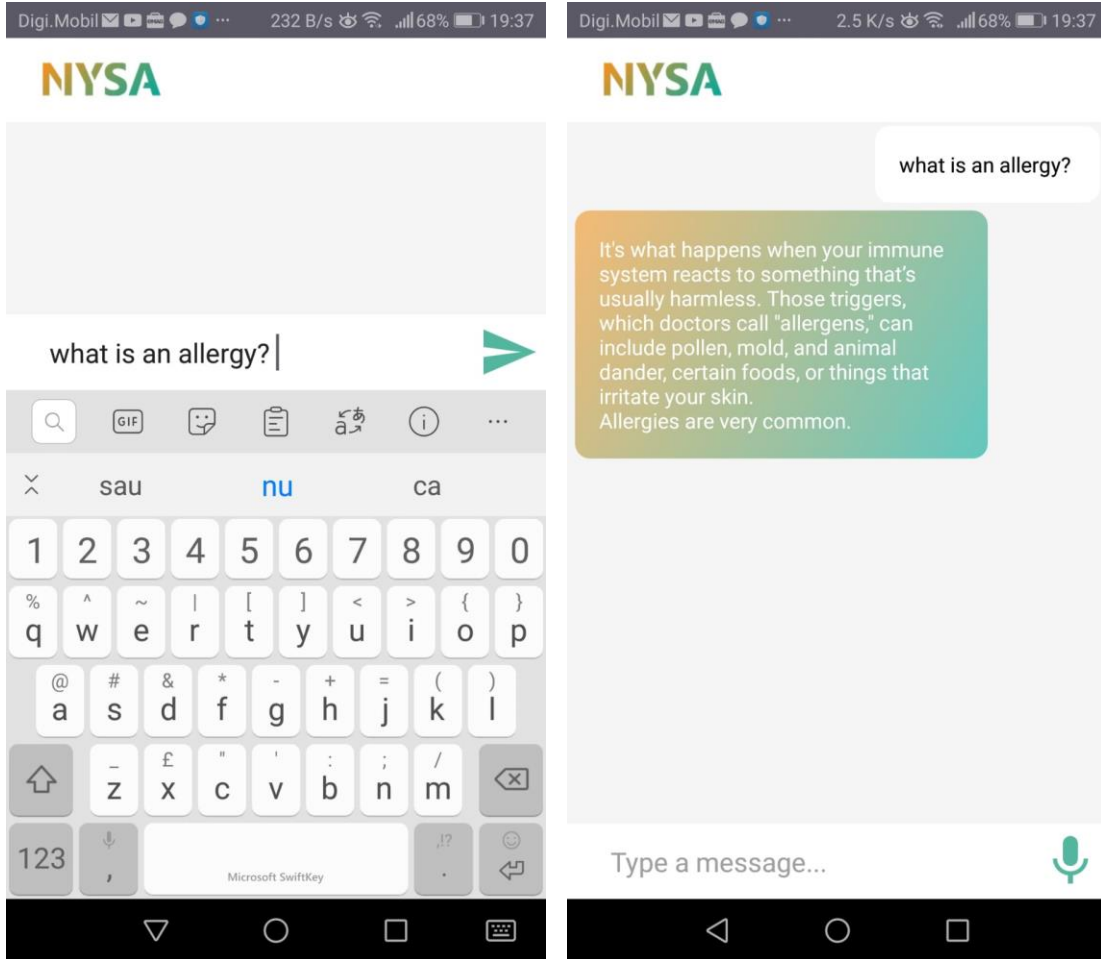 Digi.Mobil ... 232 B/s 68% 19:37
NYSA
what is an allergy?
GIF
sau nu ca
1 2 3 4 5 6 7 8 9 0
% ^ ~ | [ ] < > { }
q w e r t y u i o p
@ # & * - + = ( )
a s d f g h j k l
_ £ " ' : ; /
z x c v b n m
123 , ,!? .
Microsoft SwiftKey
Digi.Mobil ... 2.5 K/s 68% 19:37
NYSA
what is an allergy?
It's what happens when your immune
system reacts to something that's
usually harmless. Those triggers,
which doctors call "allergens," can
include pollen, mold, and animal
dander, certain foods, or things that
irritate your skin.
Allergies are very common.
Type a message...